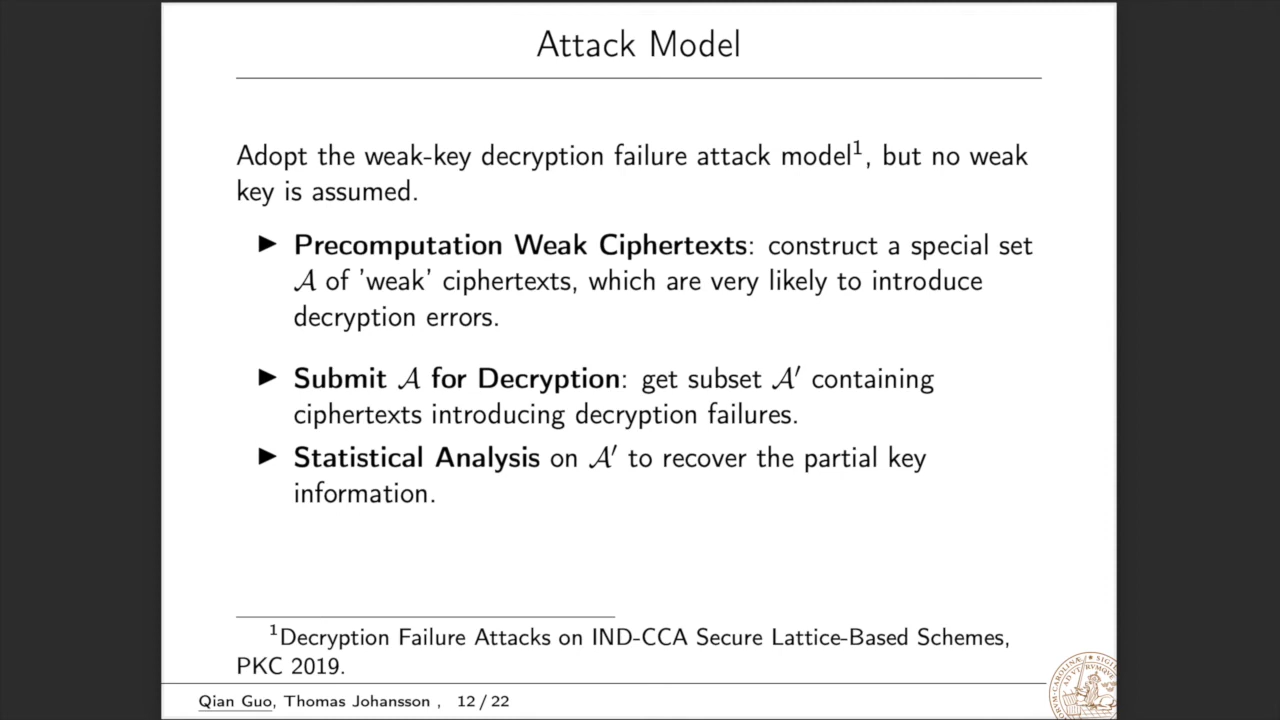 Attack Model
Adopt the weak-key decryption failure attack model¹, but no weak
key is assumed.
▶ Precomputation Weak Ciphertexts: construct a special set
𝒜 of 'weak' ciphertexts, which are very likely to introduce
decryption errors.
▶ Submit 𝒜 for Decryption: get subset 𝒜′ containing
ciphertexts introducing decryption failures.
▶ Statistical Analysis on 𝒜′ to recover the partial key
information.
¹Decryption Failure Attacks on IND-CCA Secure Lattice-Based Schemes,
PKC 2019.
Qian Guo, Thomas Johansson , 12 / 22